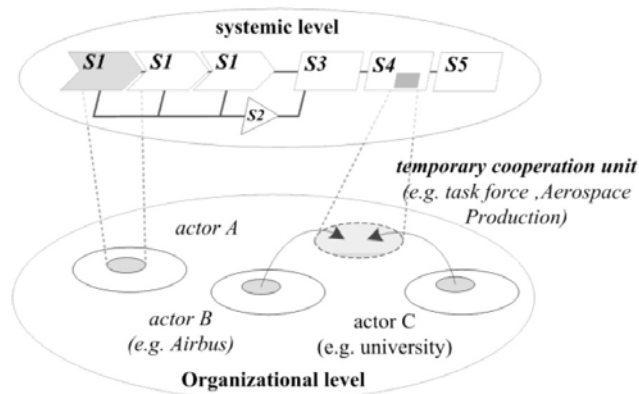 systemic level
S1 S1 S1 S3 S4 S5
S2
temporary cooperation unit
(e.g. task force ,Aerospace
Production)
actor A
actor B
(e.g. Airbus)
actor C
(e.g. university)
Organizational level